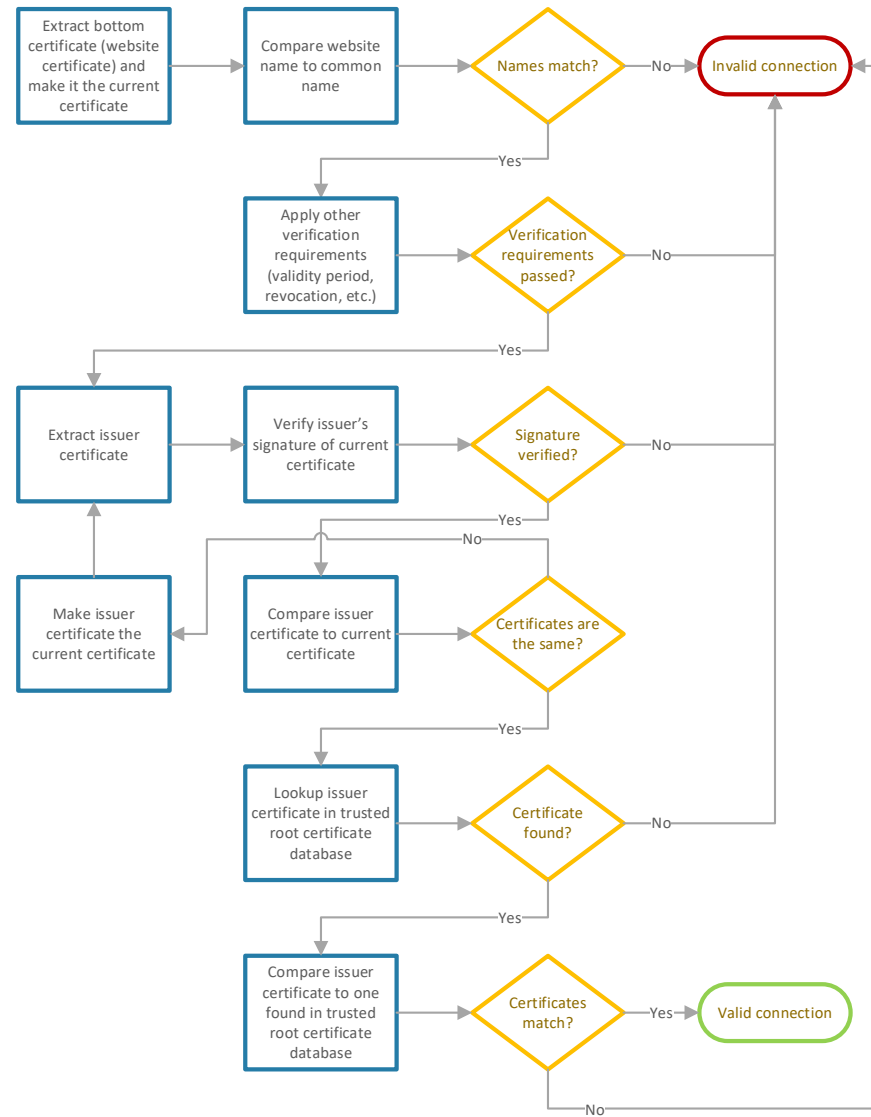 Extract bottom
certificate (website
certificate) and
make it the current
certificate
Compare website
name to common
name
Names match?
No
Invalid connection
Yes
Apply other
verification
requirements
(validity period,
revocation, etc.)
Verification
requirements
passed?
No
Yes
Extract issuer
certificate
Verify issuer’s
signature of current
certificate
Signature
verified?
No
Yes
No
Make issuer
certificate the
current certificate
Compare issuer
certificate to current
certificate
Certificates are
the same?
Yes
Lookup issuer
certificate in trusted
root certificate
database
Certificate
found?
No
Yes
Compare issuer
certificate to one
found in trusted
root certificate
database
Certificates
match?
Yes
Valid connection
No